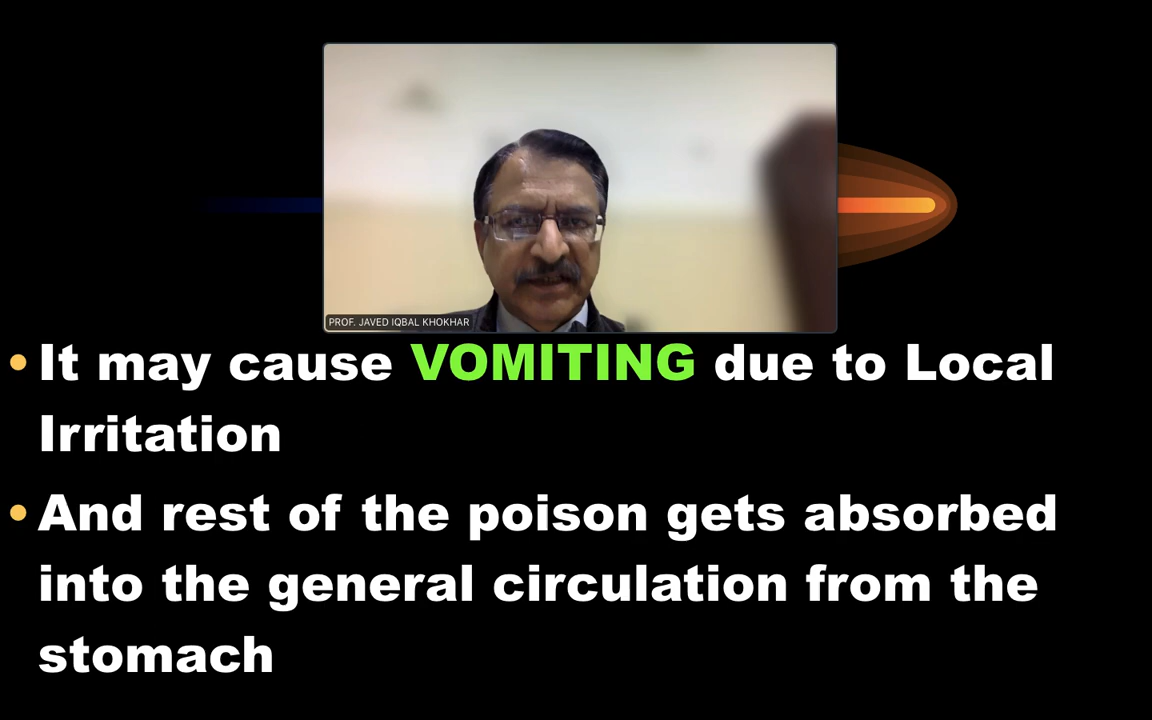 PROF. JAVED IQBAL KHOKHAR
• It may cause VOMITING due to Local
Irritation
• And rest of the poison gets absorbed
into the general circulation from the
stomach